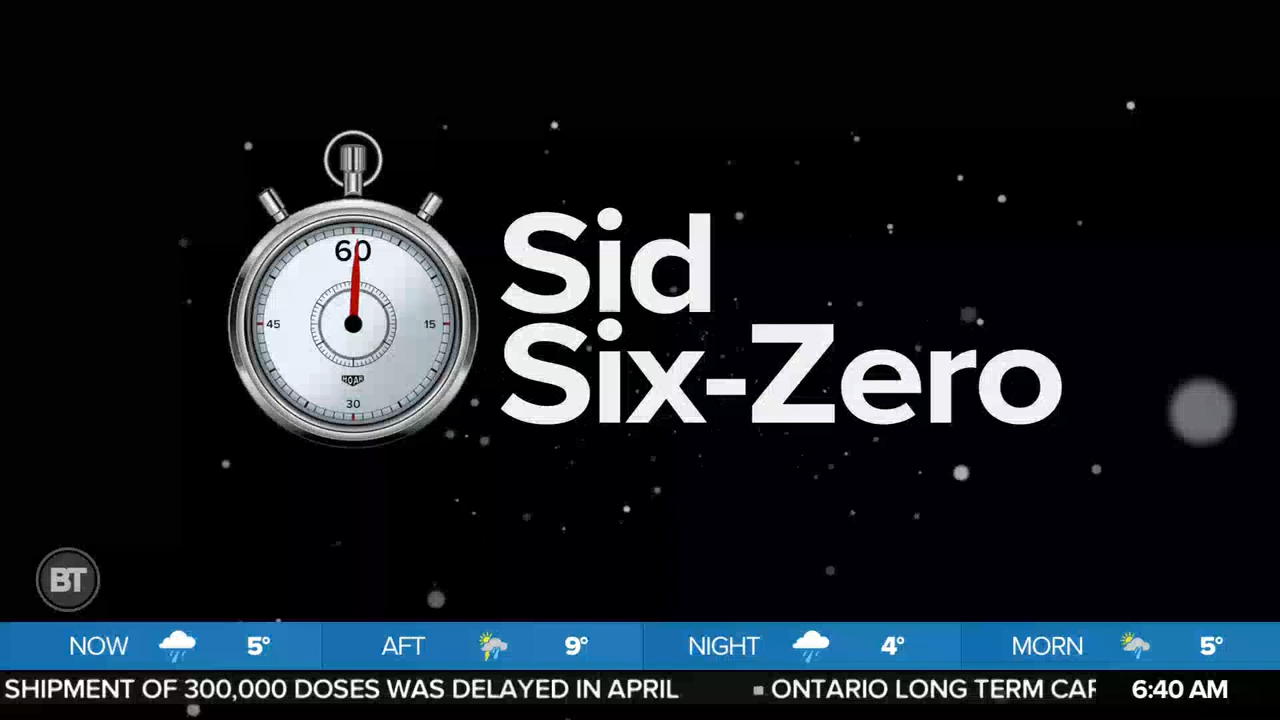 60
45
15
30
Sid
Six-Zero
BT
NOW 5° AFT 9° NIGHT 4° MORN 5°
SHIPMENT OF 300,000 DOSES WAS DELAYED IN APRIL ▪ ONTARIO LONG TERM CAR 6:40 AM